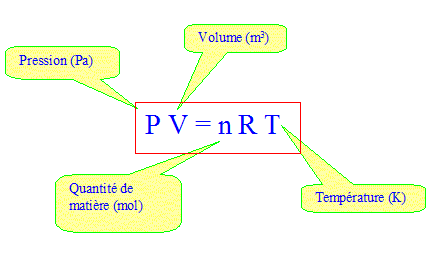 Volume (m³)
Pression (Pa)
P V = n R T
Quantité de
matière (mol)
Température (K)